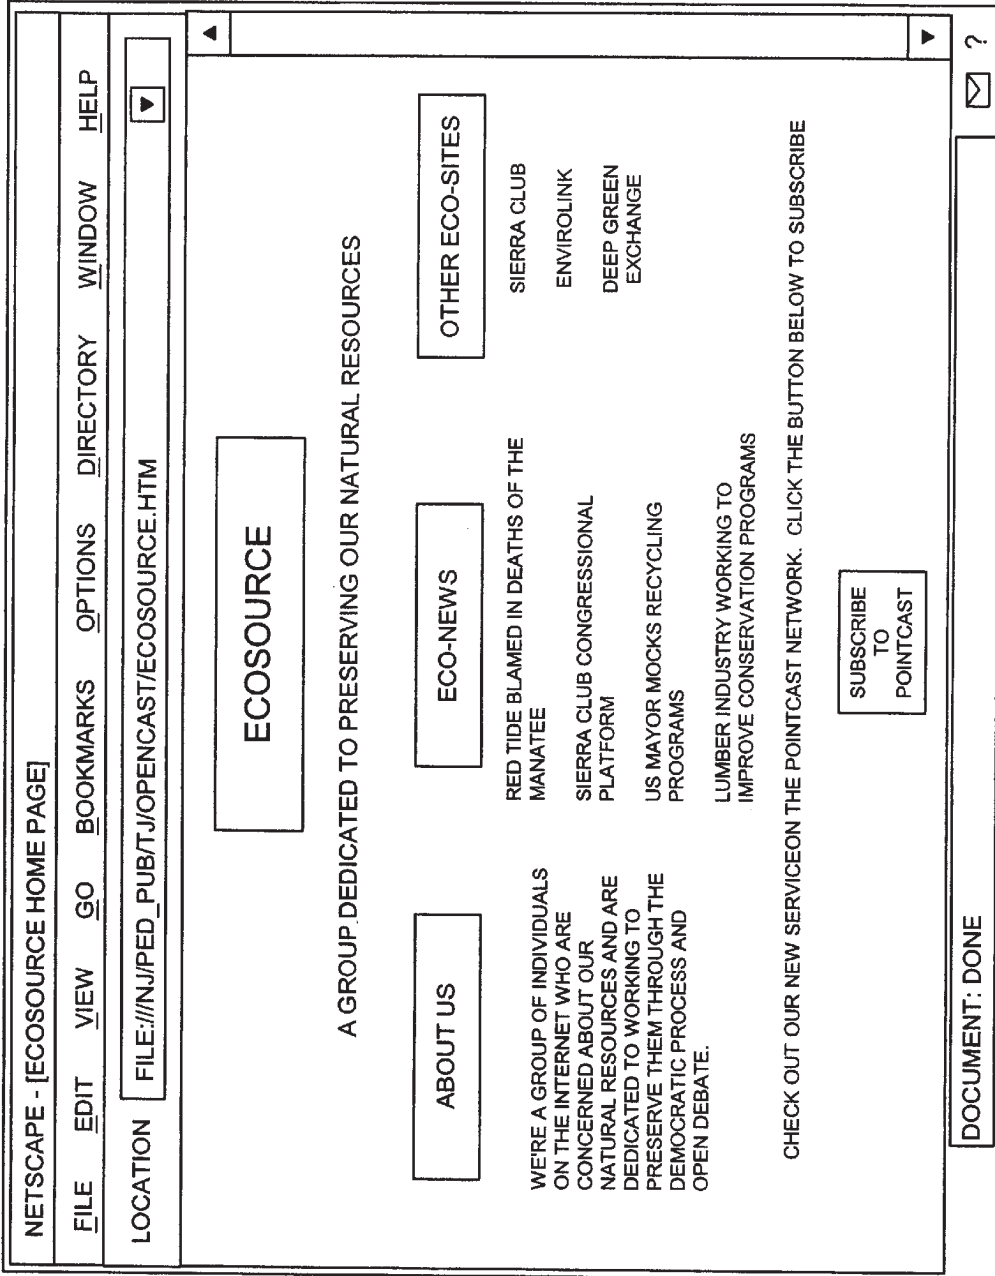 NETSCAPE - [ECOSOURCE HOME PAGE]
FILE EDIT VIEW GO BOOKMARKS OPTIONS DIRECTORY WINDOW HELP
LOCATION FILE:///NJ/PED_PUB/TJ/OPENCAST/ECOSOURCE.HTM
ECOSOURCE
A GROUP DEDICATED TO PRESERVING OUR NATURAL RESOURCES
ABOUT US
WE'RE A GROUP OF INDIVIDUALS
ON THE INTERNET WHO ARE
CONCERNED ABOUT OUR
NATURAL RESOURCES AND ARE
DEDICATED TO WORKING TO
PRESERVE THEM THROUGH THE
DEMOCRATIC PROCESS AND
OPEN DEBATE.
ECO-NEWS
RED TIDE BLAMED IN DEATHS OF THE
MANATEE
SIERRA CLUB CONGRESSIONAL
PLATFORM
US MAYOR MOCKS RECYCLING
PROGRAMS
LUMBER INDUSTRY WORKING TO
IMPROVE CONSERVATION PROGRAMS
OTHER ECO-SITES
SIERRA CLUB
ENVIROLINK
DEEP GREEN
EXCHANGE
CHECK OUT OUR NEW SERVICEON THE POINTCAST NETWORK. CLICK THE BUTTON BELOW TO SUBSCRIBE
SUBSCRIBE
TO
POINTCAST
DOCUMENT: DONE ?